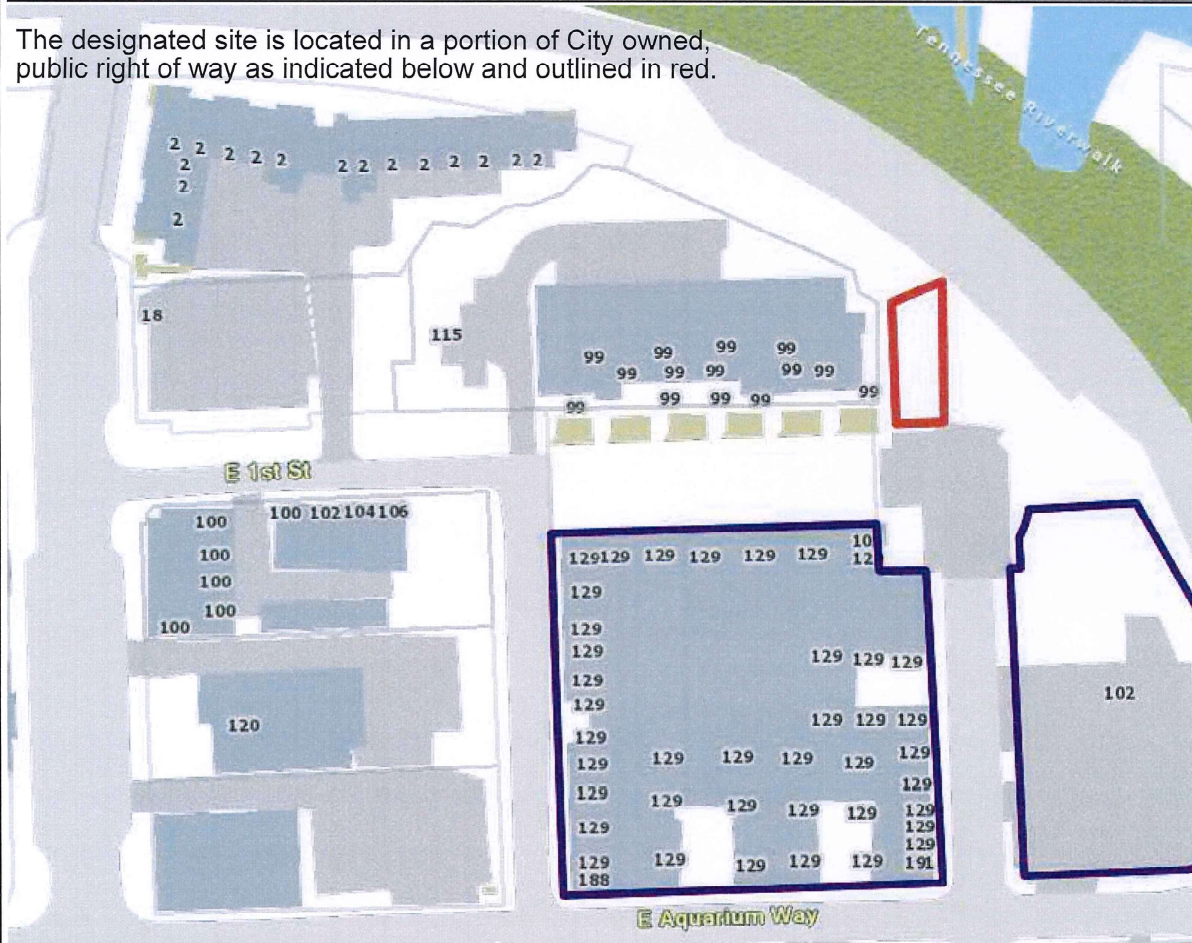 The designated site is located in a portion of City owned,
public right of way as indicated below and outlined in red.
Tennessee Riverwalk
2 2 2 2 2 2 2 2 2 2 2 2 2
2
2
2
18
115
99 99 99 99
99 99 99 99 99
99 99 99 99 99
E 1st St
100 100 102 104 106
100
100
100
100
120
10
129 129 129 129 129 129 12
129
129
129 129 129 129
129
129
129 129 129
129
129 129 129 129 129 129
129 129 129 129 129 129
129
129 129
129
129 129 129 129 129 191
188
102
E Aquarium Way